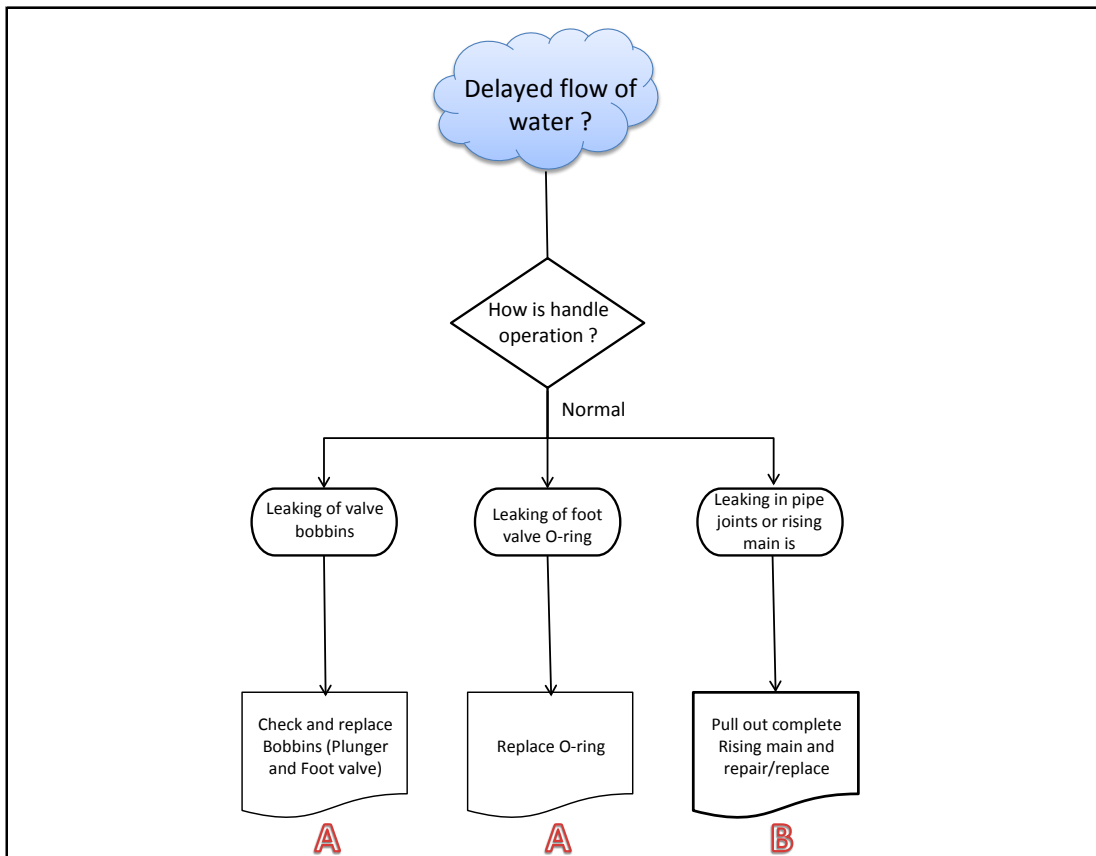 Delayed flow of
water ?
How is handle
operation ?
Normal
Leaking of valve
bobbins
Leaking of foot
valve O-ring
Leaking in pipe
joints or rising
main is
Check and replace
Bobbins (Plunger
and Foot valve)
Replace O-ring
Pull out complete
Rising main and
repair/replace
A
A
B